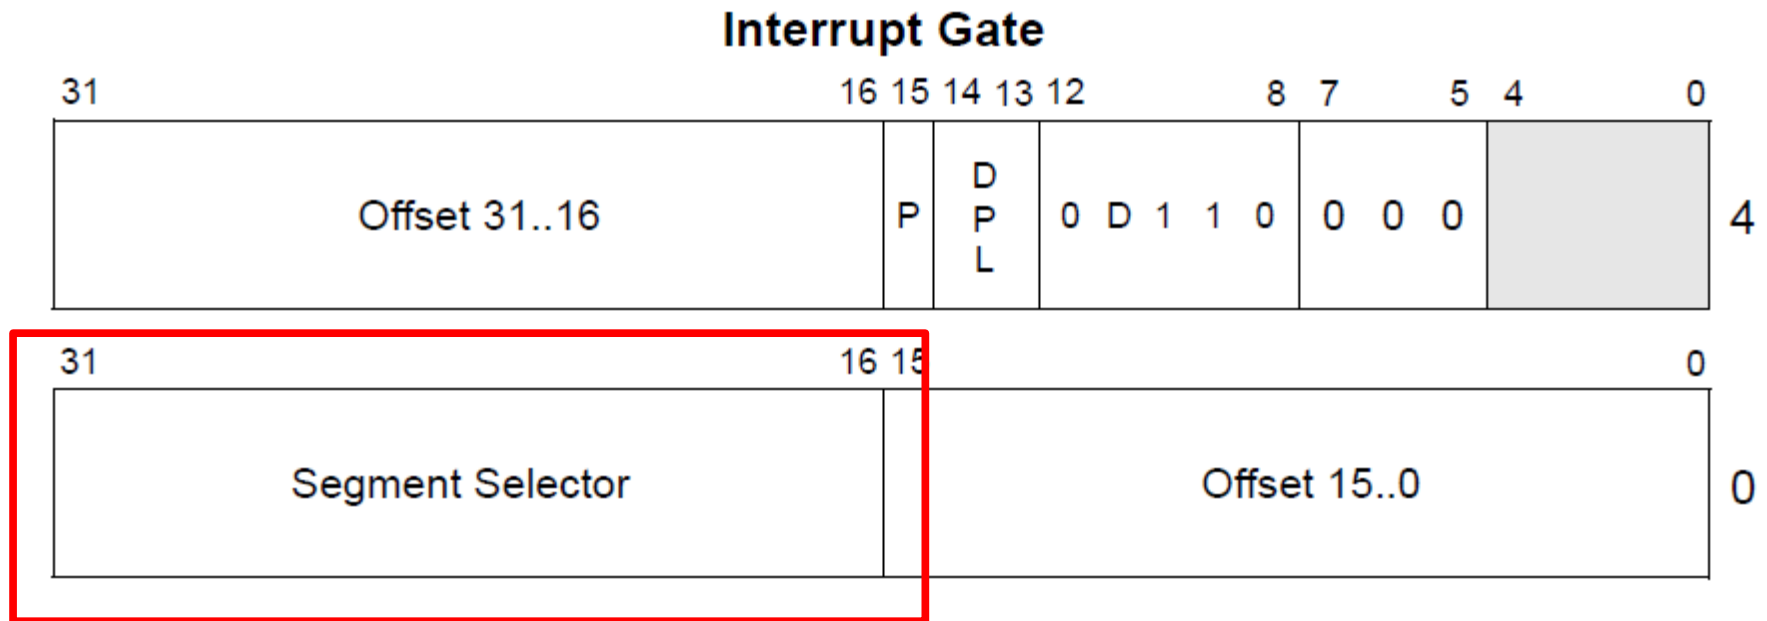 Interrupt Gate
31 16 15 14 13 12 8 7 5 4 0
Offset 31..16 P DPL 0 D 1 1 0 0 0 0 4
31 16 15 0
Segment Selector Offset 15..0 0